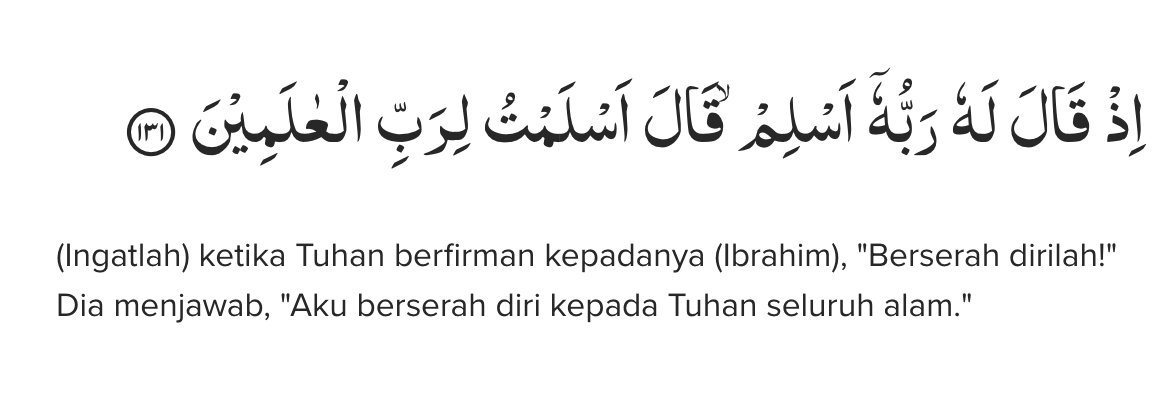 اِذْ قَالَ لَهٗ رَبُّهٗٓ اَسْلِمْۙ قَالَ اَسْلَمْتُ لِرَبِّ الْعٰلَمِيْنَ ١٣١
(Ingatlah) ketika Tuhan berfirman kepadanya (Ibrahim), "Berserah dirilah!"
Dia menjawab, "Aku berserah diri kepada Tuhan seluruh alam."